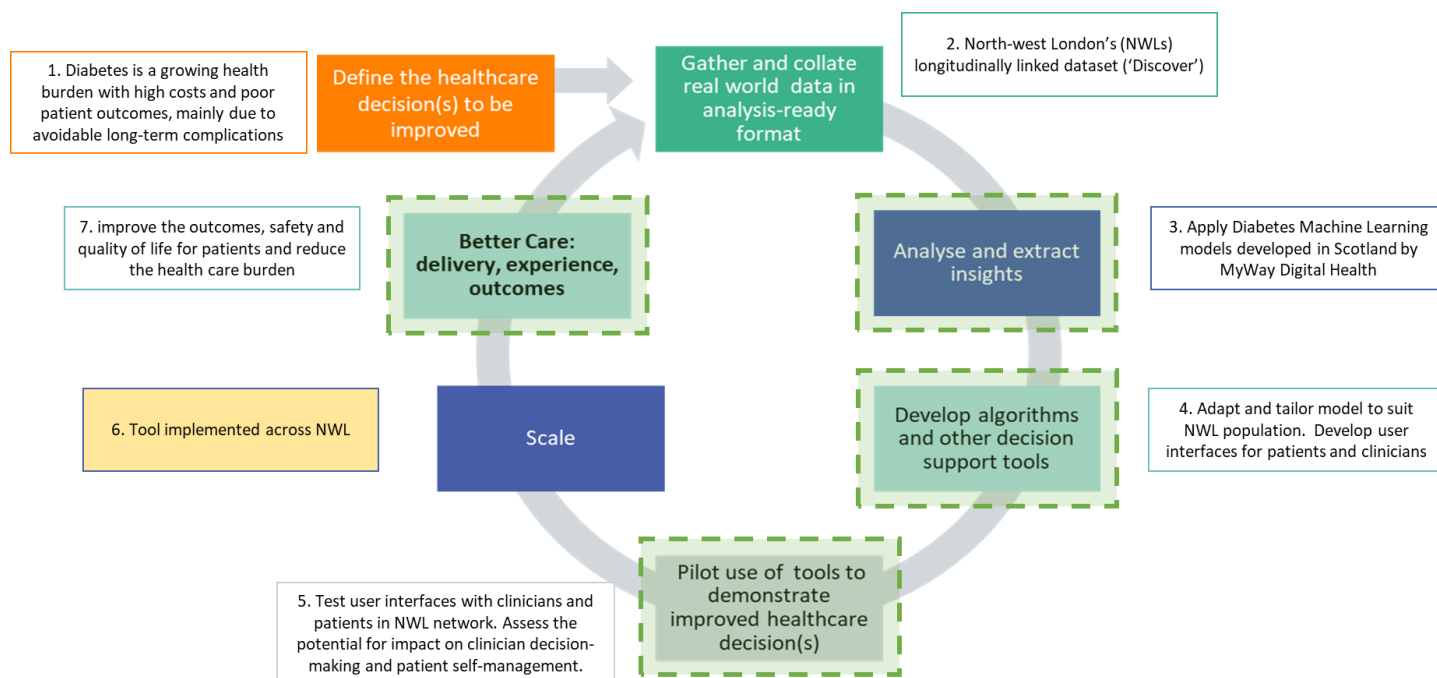 1. Diabetes is a growing health
burden with high costs and poor
patient outcomes, mainly due to
avoidable long-term complications
Define the healthcare
decision(s) to be
improved
Gather and collate
real world data in
analysis-ready
format
2. North-west London's (NWLs)
longitudinally linked dataset ('Discover')
Analyse and extract
insights
3. Apply Diabetes Machine Learning
models developed in Scotland by
MyWay Digital Health
Develop algorithms
and other decision
support tools
4. Adapt and tailor model to suit
NWL population. Develop user
interfaces for patients and clinicians
Pilot use of tools to
demonstrate
improved healthcare
decision(s)
5. Test user interfaces with clinicians and
patients in NWL network. Assess the
potential for impact on clinician decision-
making and patient self-management.
Scale
6. Tool implemented across NWL
Better Care:
delivery, experience,
outcomes
7. improve the outcomes, safety and
quality of life for patients and reduce
the health care burden